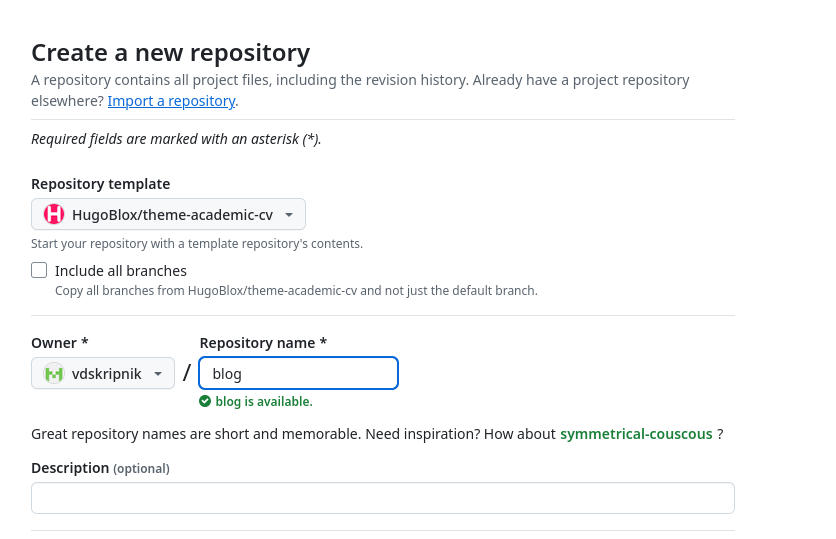 Create a new repository
A repository contains all project files, including the revision history. Already have a project repository
elsewhere? Import a repository.
Required fields are marked with an asterisk (*).
Repository template
HugoBlox/theme-academic-cv
Start your repository with a template repository's contents.
Include all branches
Copy all branches from HugoBlox/theme-academic-cv and not just the default branch.
Owner * Repository name *
vdskripnik / blog
blog is available.
Great repository names are short and memorable. Need inspiration? How about symmetrical-couscous ?
Description (optional)